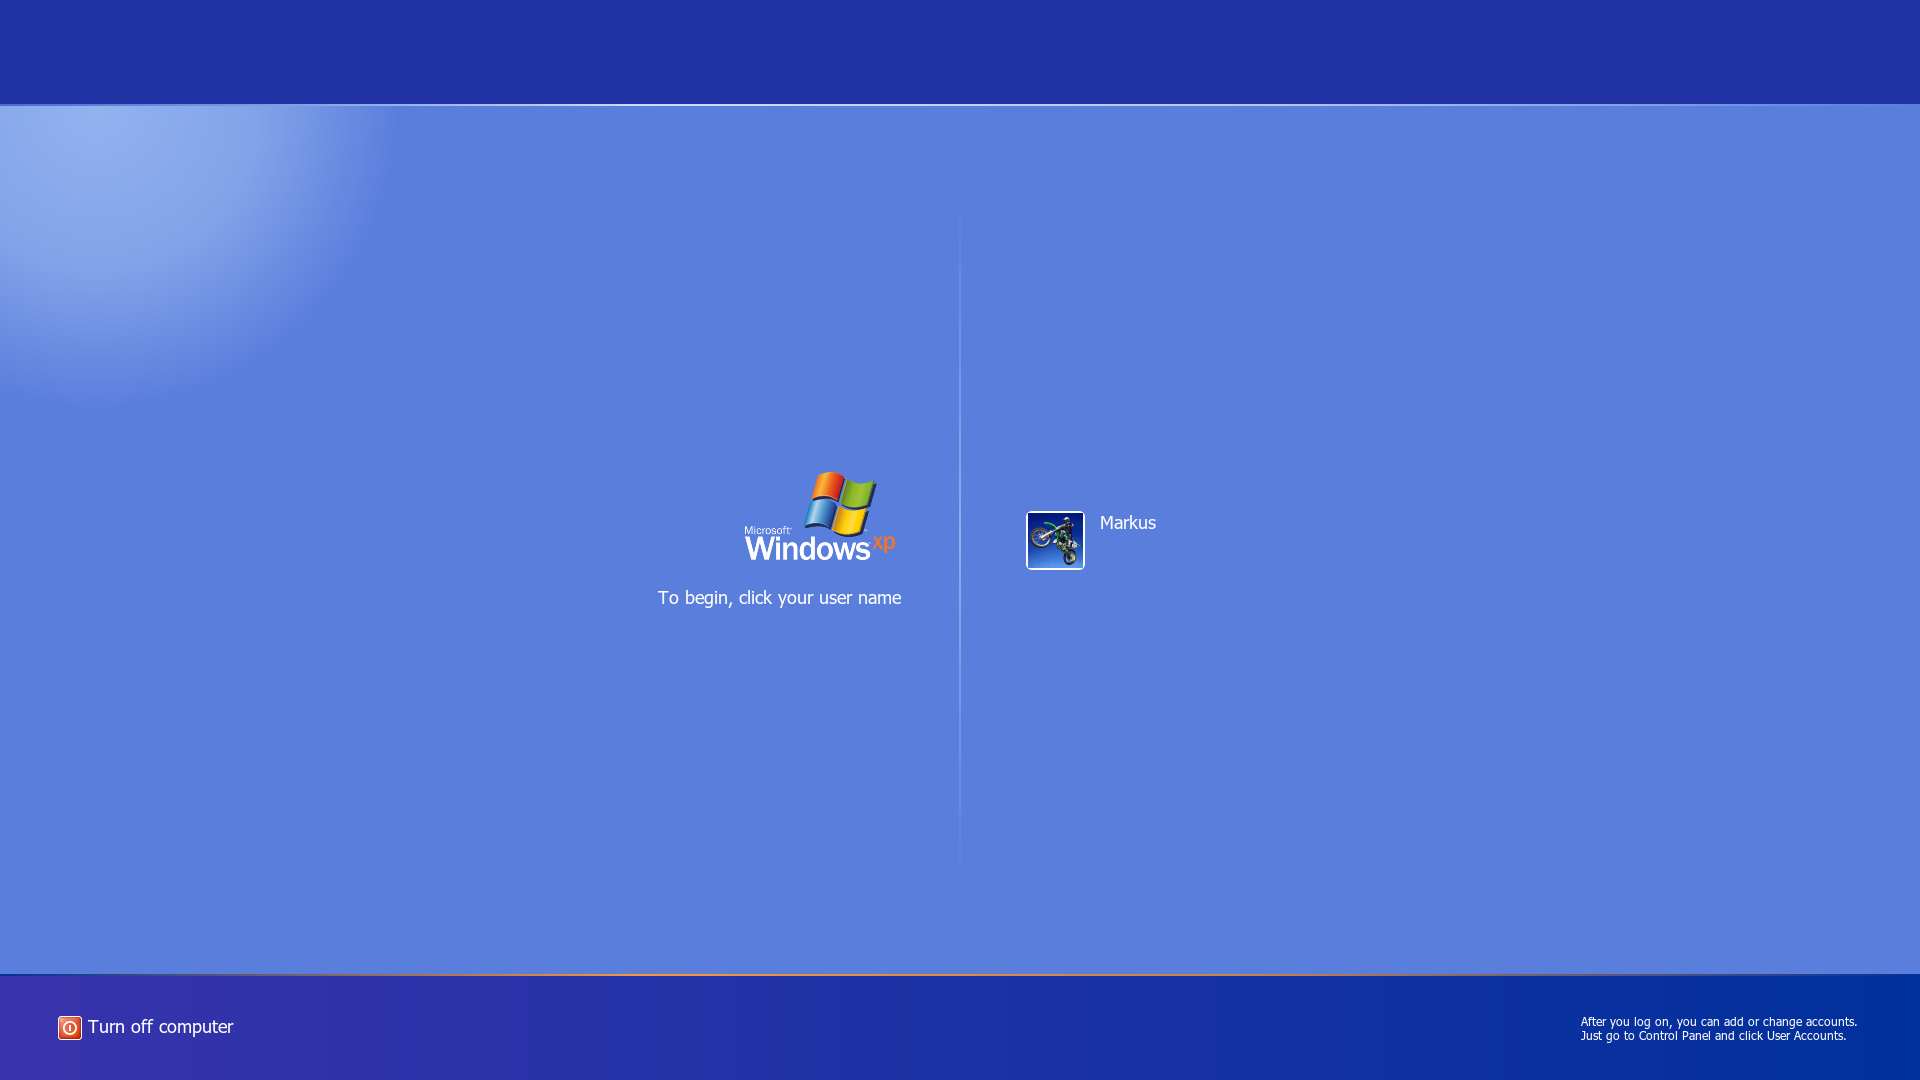 Microsoft®
Windows xp
To begin, click your user name
Markus
Turn off computer
After you log on, you can add or change accounts.
Just go to Control Panel and click User Accounts.